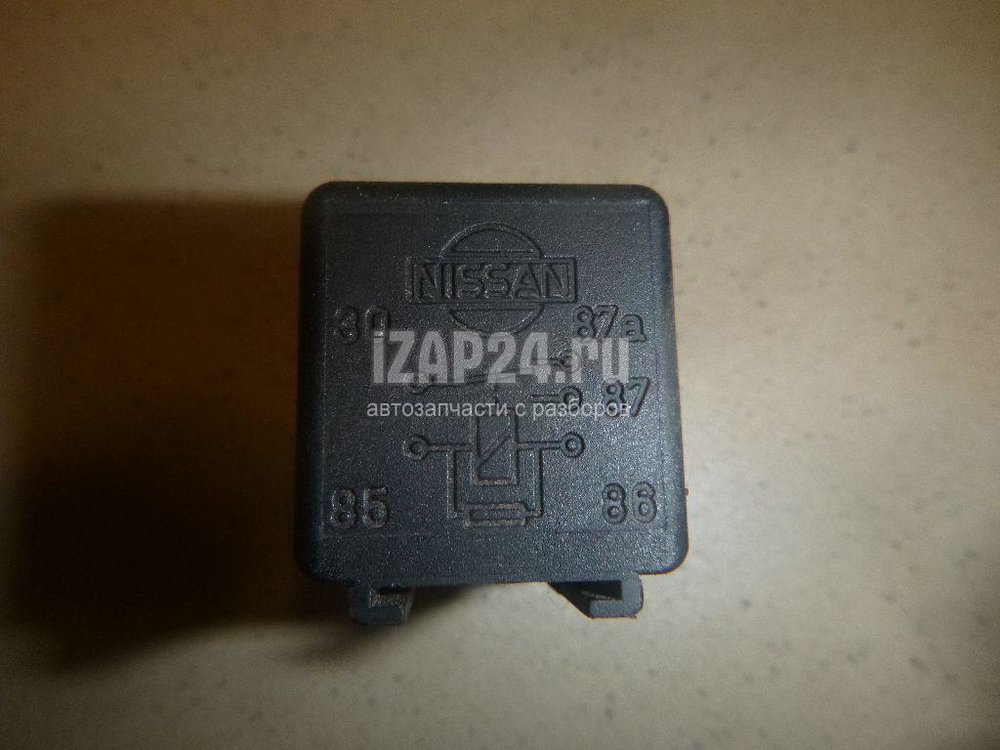 NISSAN
30 87a
iZAP24.ru
87
автозапчасти с разборов
85 86